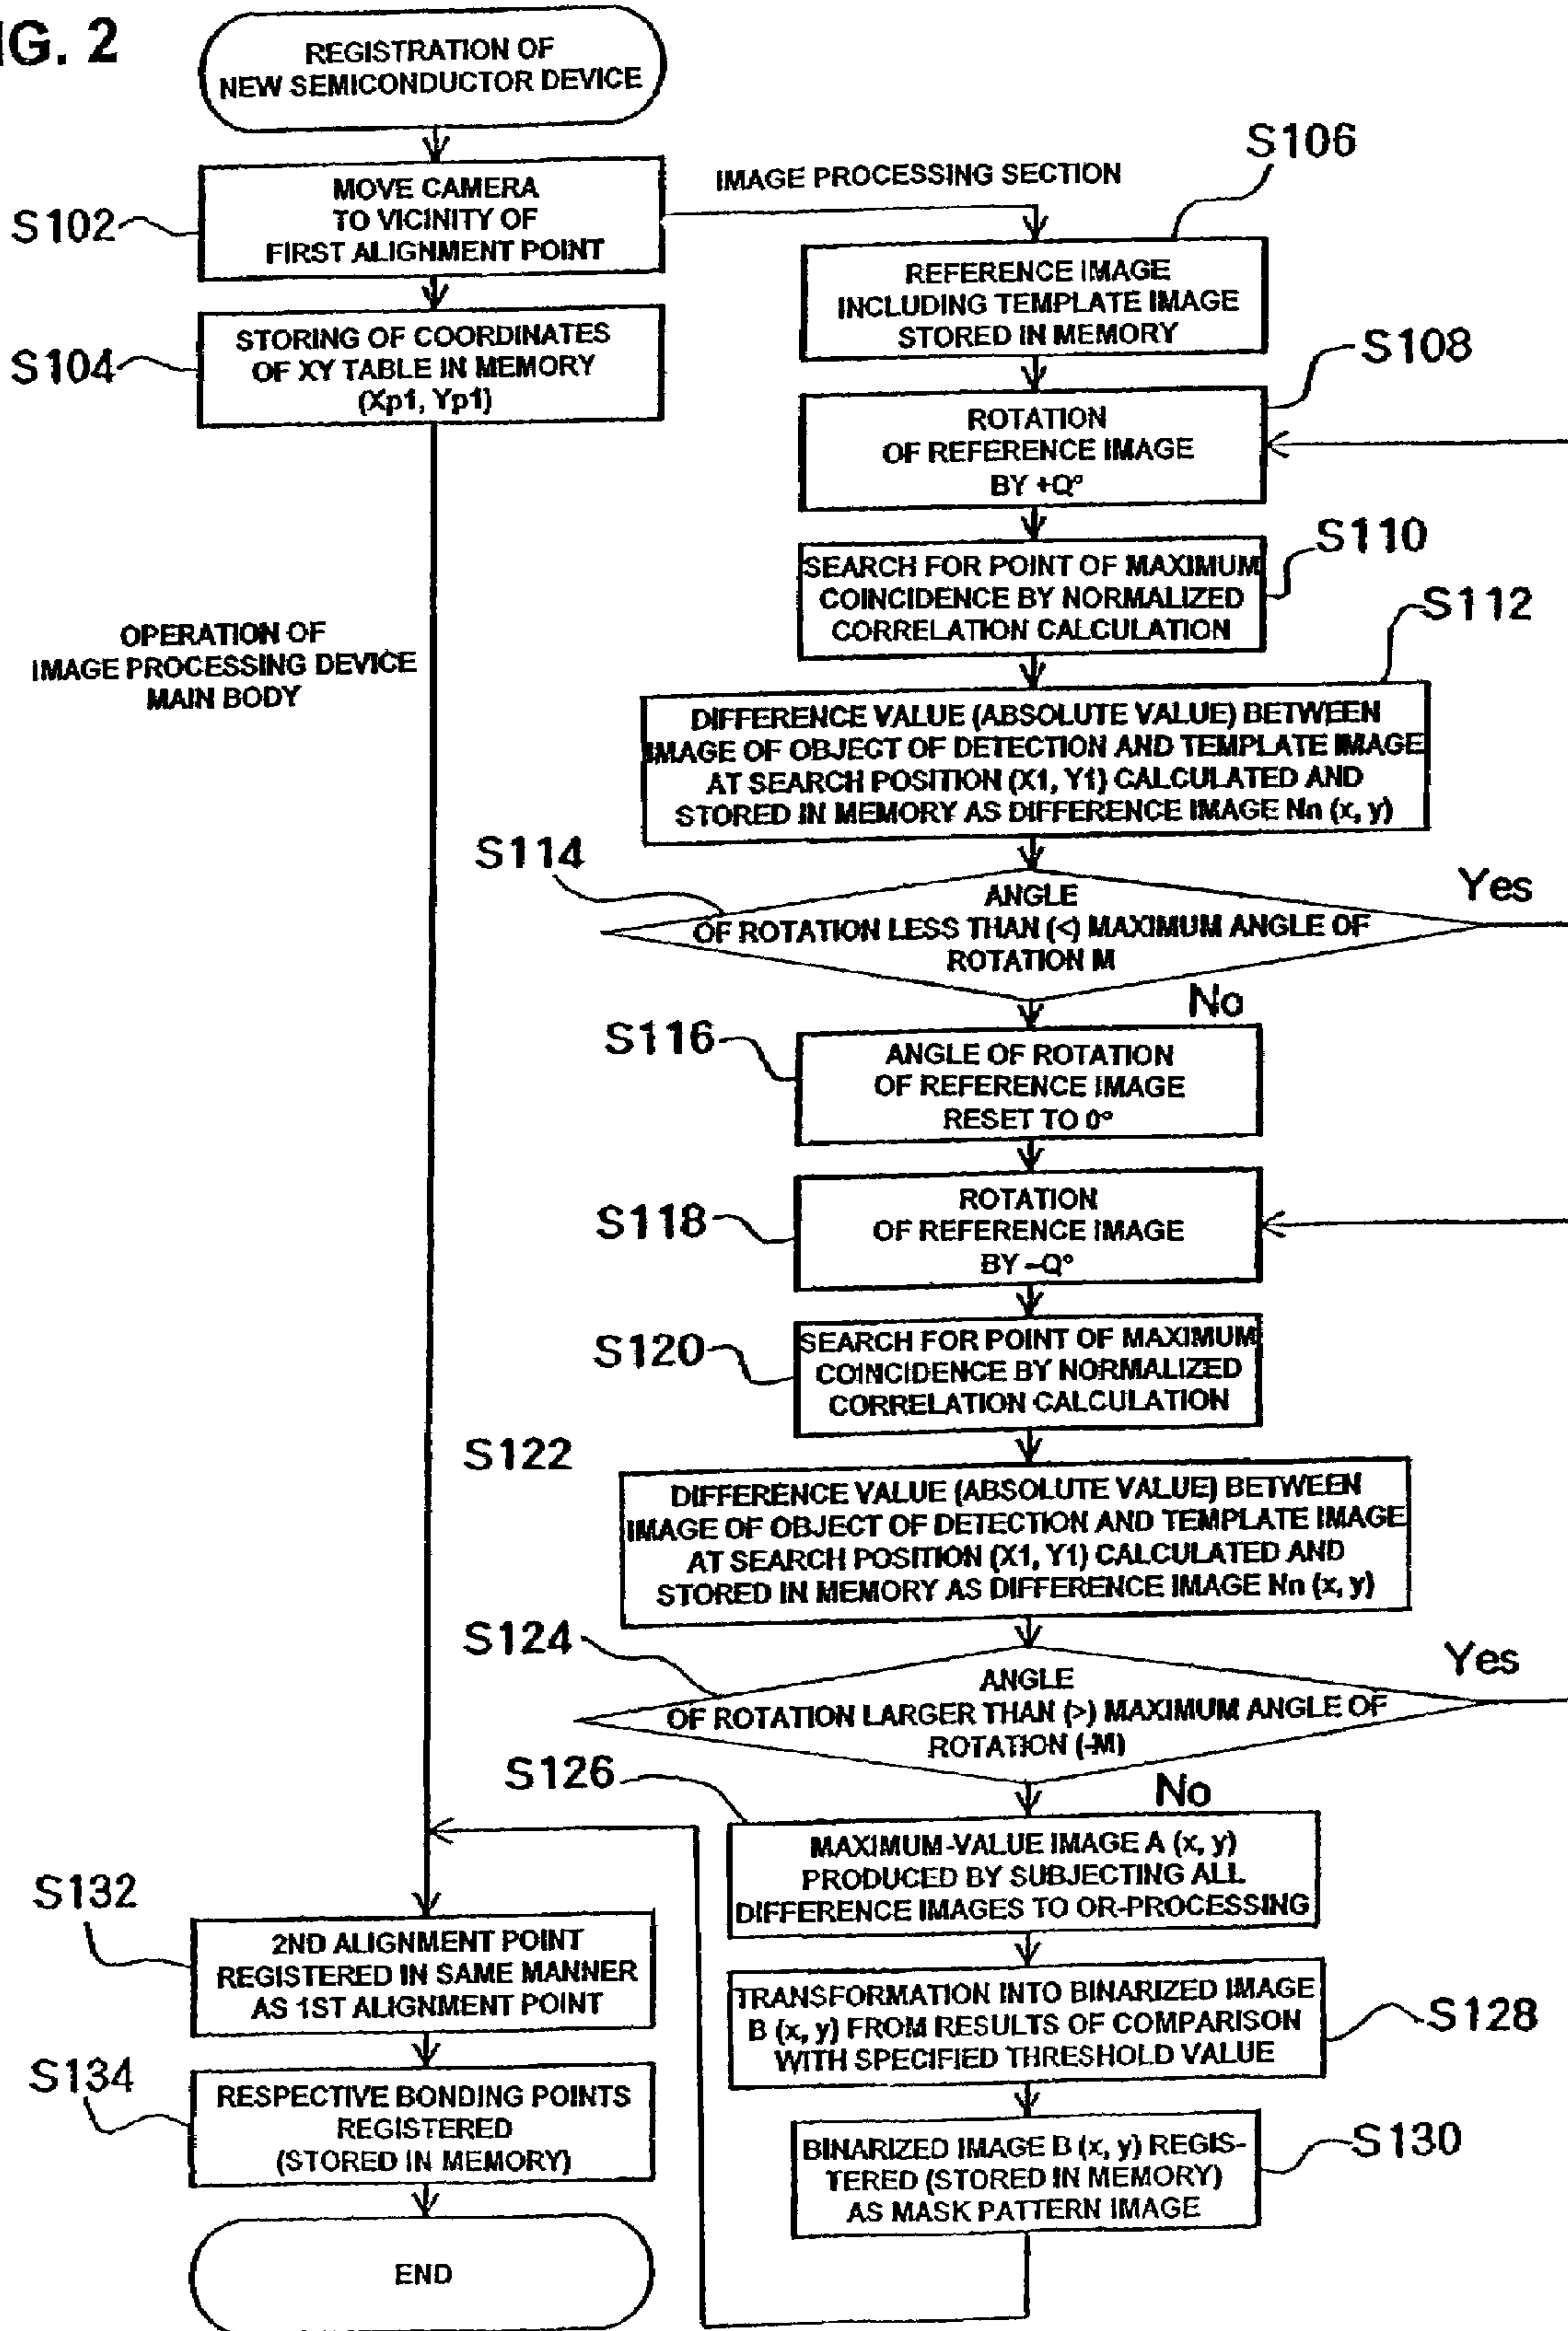 IG. 2
REGISTRATION OF
NEW SEMICONDUCTOR DEVICE
S102
MOVE CAMERA
TO VICINITY OF
FIRST ALIGNMENT POINT
S104
STORING OF COORDINATES
OF XY TABLE IN MEMORY
(Xp1, Yp1)
OPERATION OF
IMAGE PROCESSING DEVICE
MAIN BODY
IMAGE PROCESSING SECTION
S106
REFERENCE IMAGE
INCLUDING TEMPLATE IMAGE
STORED IN MEMORY
S108
ROTATION
OF REFERENCE IMAGE
BY +Q°
S110
SEARCH FOR POINT OF MAXIMUM
COINCIDENCE BY NORMALIZED
CORRELATION CALCULATION
S112
DIFFERENCE VALUE (ABSOLUTE VALUE) BETWEEN
IMAGE OF OBJECT OF DETECTION AND TEMPLATE IMAGE
AT SEARCH POSITION (X1, Y1) CALCULATED AND
STORED IN MEMORY AS DIFFERENCE IMAGE Nn (x, y)
S114
ANGLE
OF ROTATION LESS THAN (<) MAXIMUM ANGLE OF
ROTATION M
Yes
No
S116
ANGLE OF ROTATION
OF REFERENCE IMAGE
RESET TO 0°
S118
ROTATION
OF REFERENCE IMAGE
BY –Q°
S120
SEARCH FOR POINT OF MAXIMUM
COINCIDENCE BY NORMALIZED
CORRELATION CALCULATION
S122
DIFFERENCE VALUE (ABSOLUTE VALUE) BETWEEN
IMAGE OF OBJECT OF DETECTION AND TEMPLATE IMAGE
AT SEARCH POSITION (X1, Y1) CALCULATED AND
STORED IN MEMORY AS DIFFERENCE IMAGE Nn (x, y)
S124
ANGLE
OF ROTATION LARGER THAN (>) MAXIMUM ANGLE OF
ROTATION (-M)
Yes
No
S126
MAXIMUM-VALUE IMAGE A (x, y)
PRODUCED BY SUBJECTING ALL
DIFFERENCE IMAGES TO OR-PROCESSING
S128
TRANSFORMATION INTO BINARIZED IMAGE
B (x, y) FROM RESULTS OF COMPARISON
WITH SPECIFIED THRESHOLD VALUE
S130
BINARIZED IMAGE B (x, y) REGIS-
TERED (STORED IN MEMORY)
AS MASK PATTERN IMAGE
S132
2ND ALIGNMENT POINT
REGISTERED IN SAME MANNER
AS 1ST ALIGNMENT POINT
S134
RESPECTIVE BONDING POINTS
REGISTERED
(STORED IN MEMORY)
END